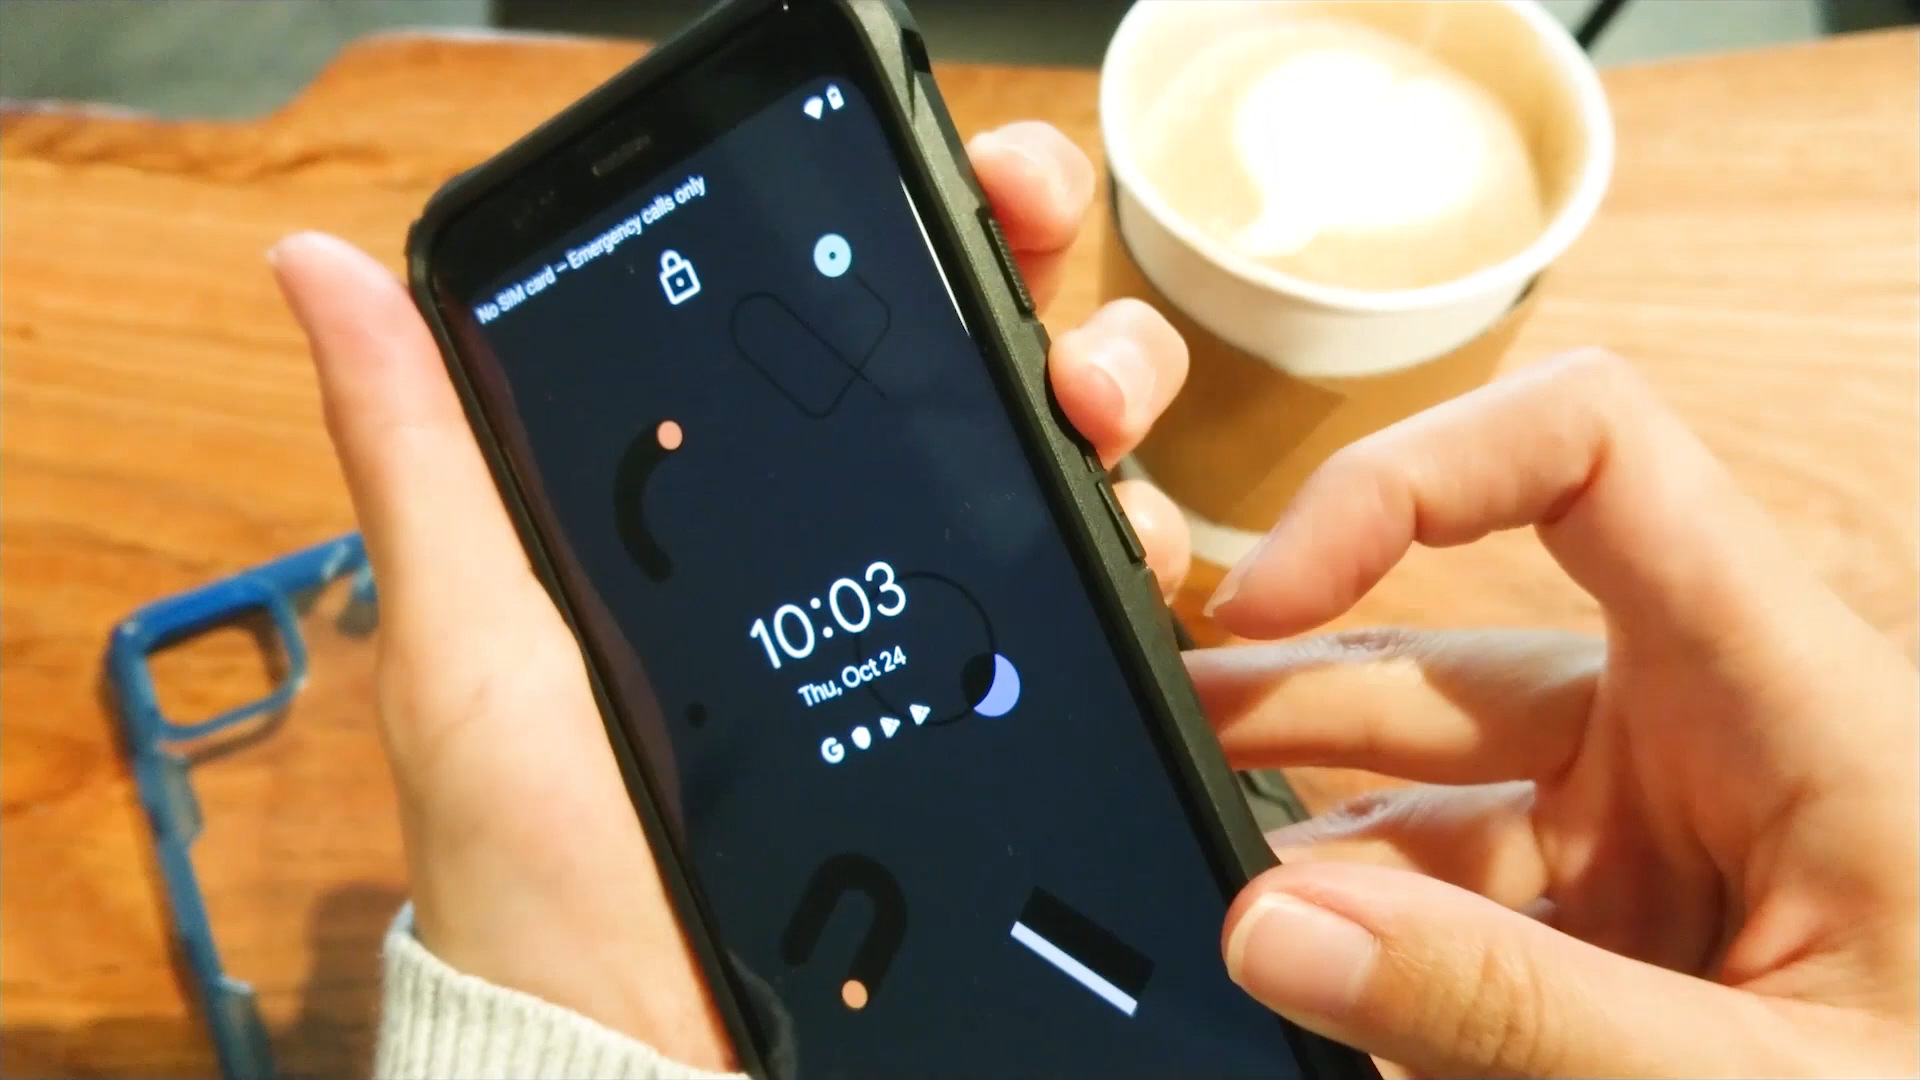 No SIM card — Emergency calls only
10:03
Thu, Oct 24
G